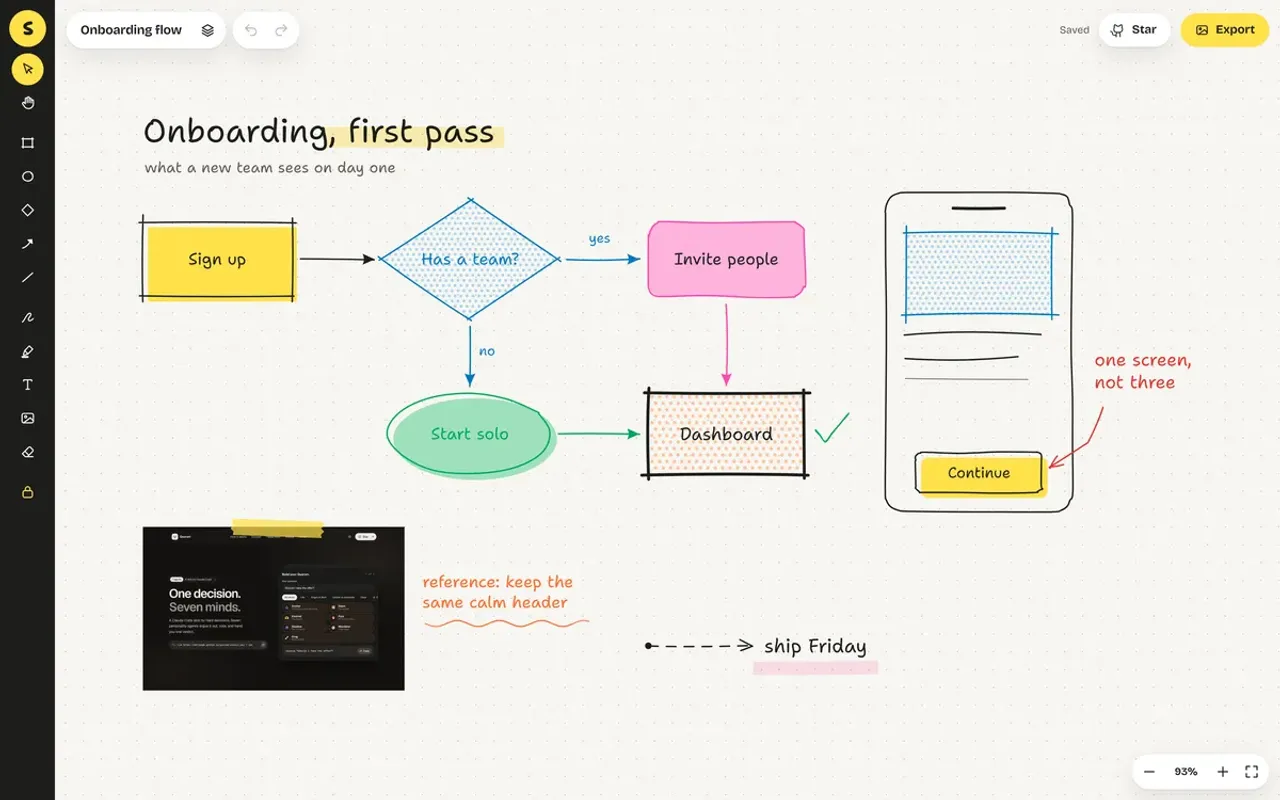 S
Onboarding flow
Saved
Star
Export
Onboarding, first pass
what a new team sees on day one
Sign up
Has a team?
yes
Invite people
no
Start solo
Dashboard
one screen,
not three
Continue
One decision.
Seven minds.
reference: keep the
same calm header
ship Friday
T
93%